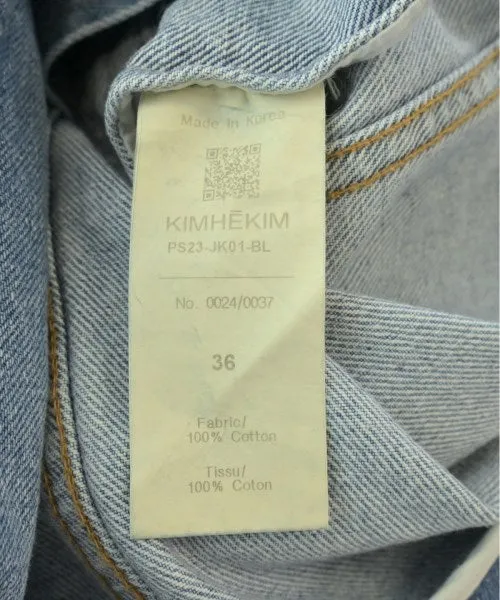 Made in Korea
KIMHĒKIM
PS23-JK01-BL
No. 0024/0037
36
Fabric/
100% Cotton
Tissu/
100% Coton